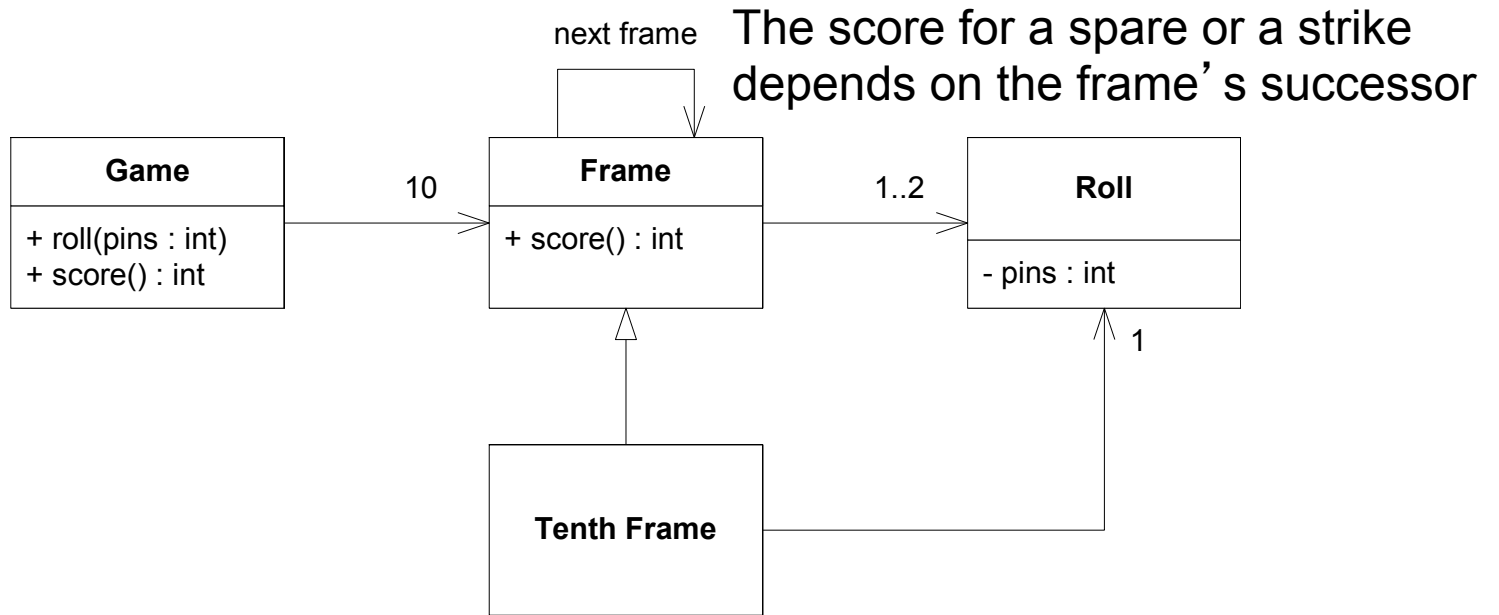 next frame
The score for a spare or a strike
depends on the frame’s successor
Game
+ roll(pins : int)
+ score() : int
10
Frame
+ score() : int
1..2
Roll
- pins : int
1
Tenth Frame